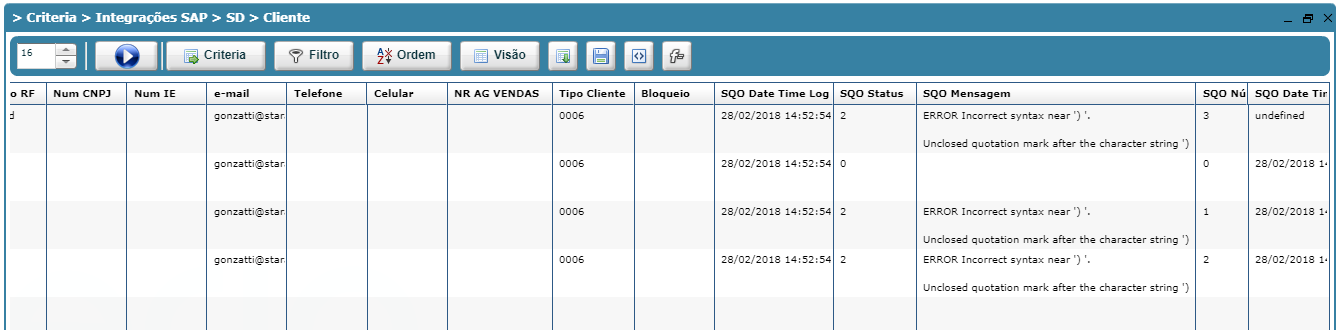 > Criteria > Integrações SAP > SD > Cliente
16 Criteria Filtro Ordem Visão
o RF Num CNPJ Num IE e-mail Telefone Celular NR AG VENDAS Tipo Cliente Bloqueio SQO Date Time Log SQO Status SQO Mensagem SQO Nú SQO Date Tir
gonzatti@star 0006 28/02/2018 14:52:54 2 ERROR Incorrect syntax near ') '. 3 undefined
Unclosed quotation mark after the character string ')
gonzatti@star 0006 28/02/2018 14:52:54 0 0 28/02/2018 1
gonzatti@star 0006 28/02/2018 14:52:54 2 ERROR Incorrect syntax near ') '. 1 28/02/2018 1
Unclosed quotation mark after the character string ')
gonzatti@star 0006 28/02/2018 14:52:54 2 ERROR Incorrect syntax near ') '. 2 28/02/2018 1
Unclosed quotation mark after the character string ')